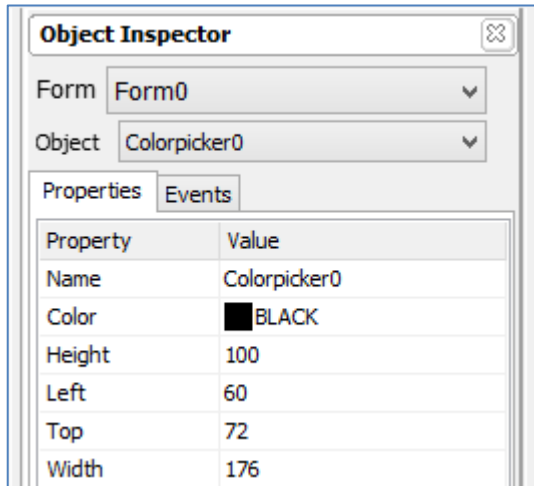 Object Inspector
Form Form0
Object Colorpicker0
Properties Events
Property Value
Name Colorpicker0
Color BLACK
Height 100
Left 60
Top 72
Width 176